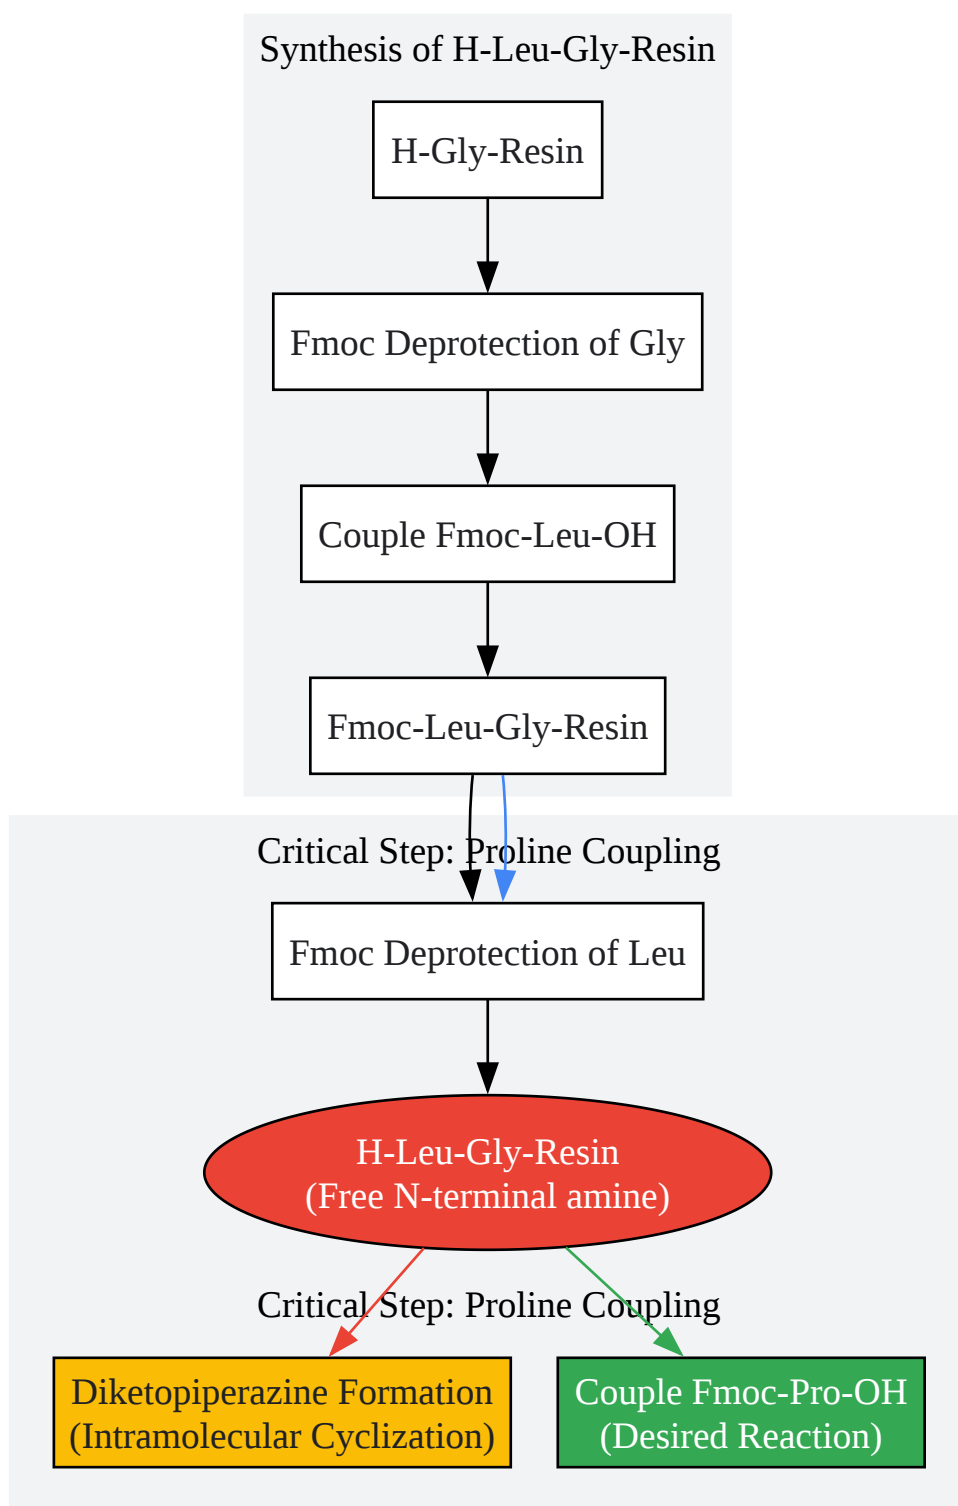 Synthesis of H-Leu-Gly-Resin
H-Gly-Resin
Fmoc Deprotection of Gly
Couple Fmoc-Leu-OH
Fmoc-Leu-Gly-Resin
Critical Step: Proline Coupling
Fmoc Deprotection of Leu
H-Leu-Gly-Resin
(Free N-terminal amine)
Critical Step: Proline Coupling
Diketopiperazine Formation
(Intramolecular Cyclization)
Couple Fmoc-Pro-OH
(Desired Reaction)